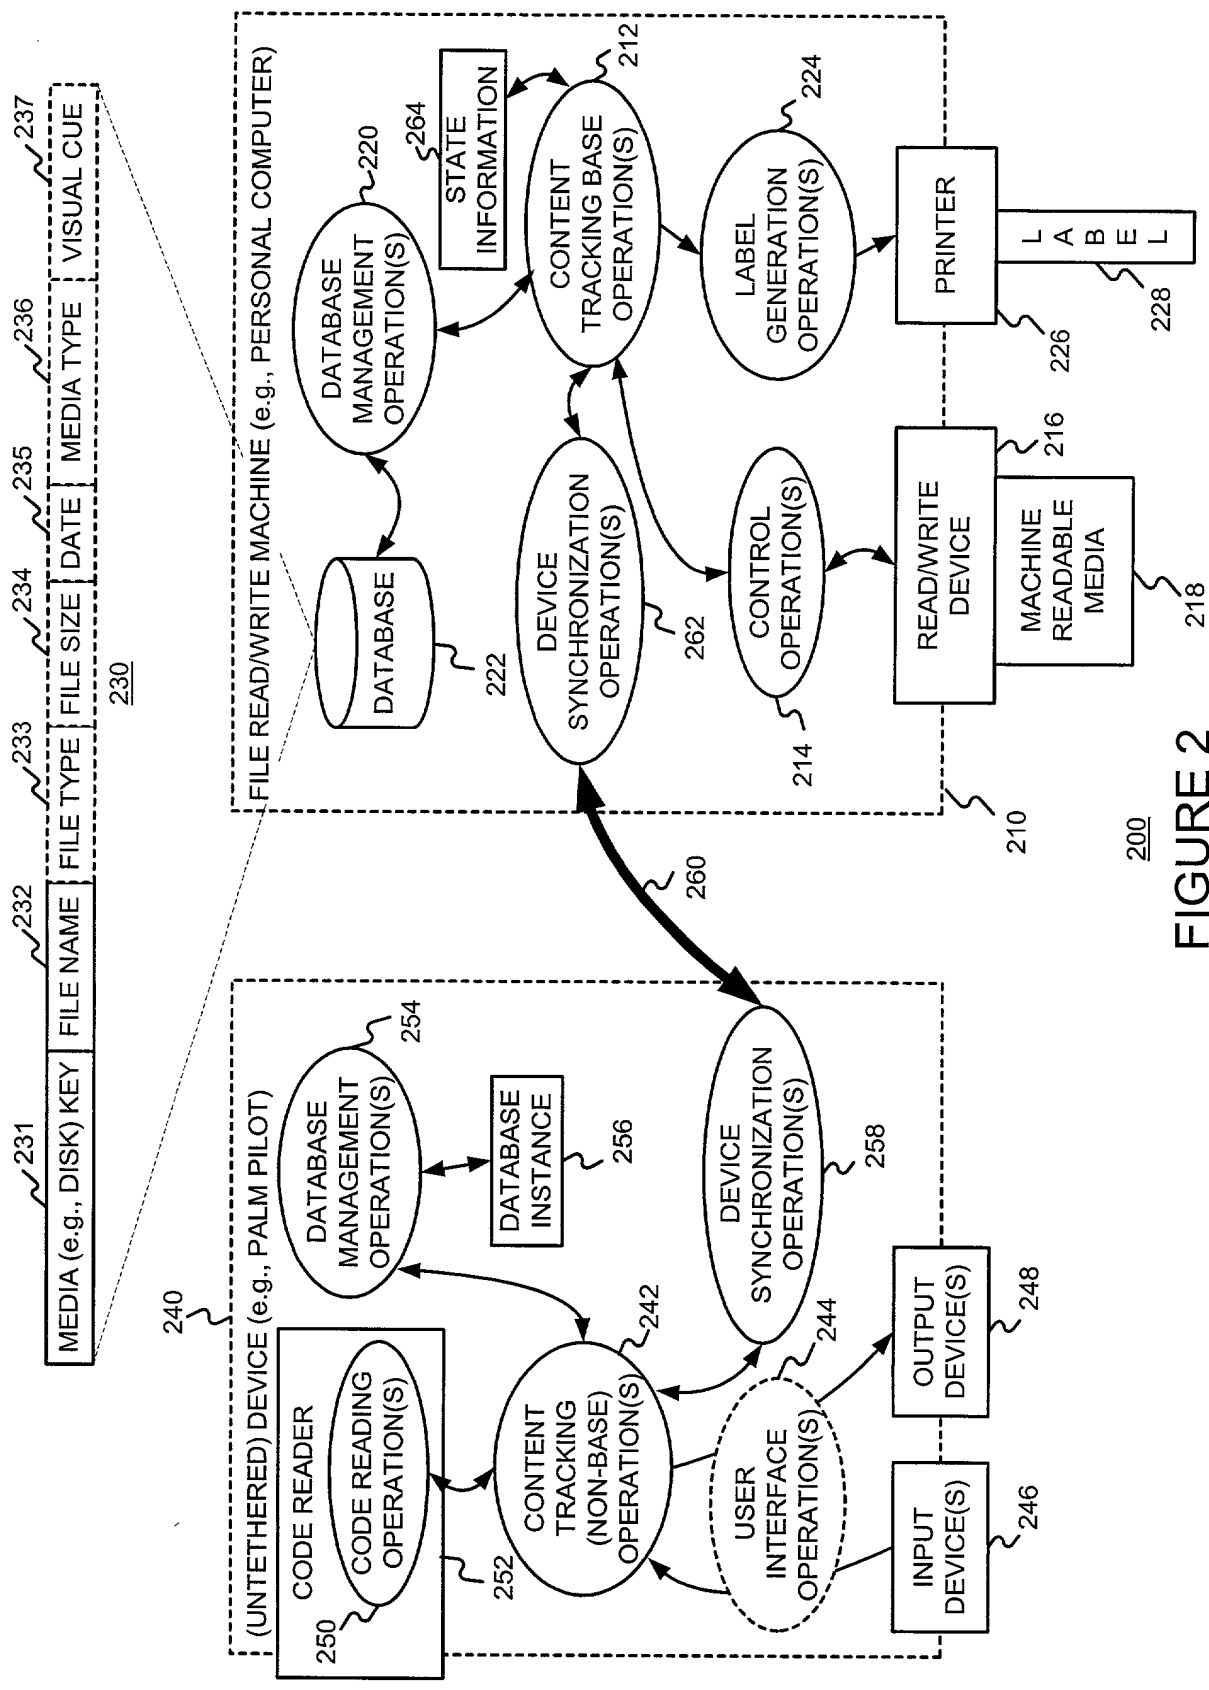 231
232
233
234
235
236
237
MEDIA (e.g., DISK) KEY
FILE NAME
FILE TYPE
FILE SIZE
DATE
MEDIA TYPE
VISUAL CUE
230
240
(UNTETHERED) DEVICE (e.g., PALM PILOT)
CODE READER
CODE READING
OPERATION(S)
250
252
DATABASE
MANAGEMENT
OPERATION(S)
254
DATABASE
INSTANCE
256
CONTENT
TRACKING
(NON-BASE)
OPERATION(S)
242
DEVICE
SYNCHRONIZATION
OPERATION(S)
258
USER
INTERFACE
OPERATION(S)
244
INPUT
DEVICE(S)
246
OUTPUT
DEVICE(S)
248
260
FILE READ/WRITE MACHINE (e.g., PERSONAL COMPUTER)
DATABASE
222
DATABASE
MANAGEMENT
OPERATION(S)
220
STATE
INFORMATION
264
DEVICE
SYNCHRONIZATION
OPERATION(S)
262
CONTENT
TRACKING BASE
OPERATION(S)
212
CONTROL
OPERATION(S)
214
LABEL
GENERATION
OPERATION(S)
224
READ/WRITE
DEVICE
216
MACHINE
READABLE
MEDIA
218
PRINTER
226
LABEL
228
210
200
FIGURE 2